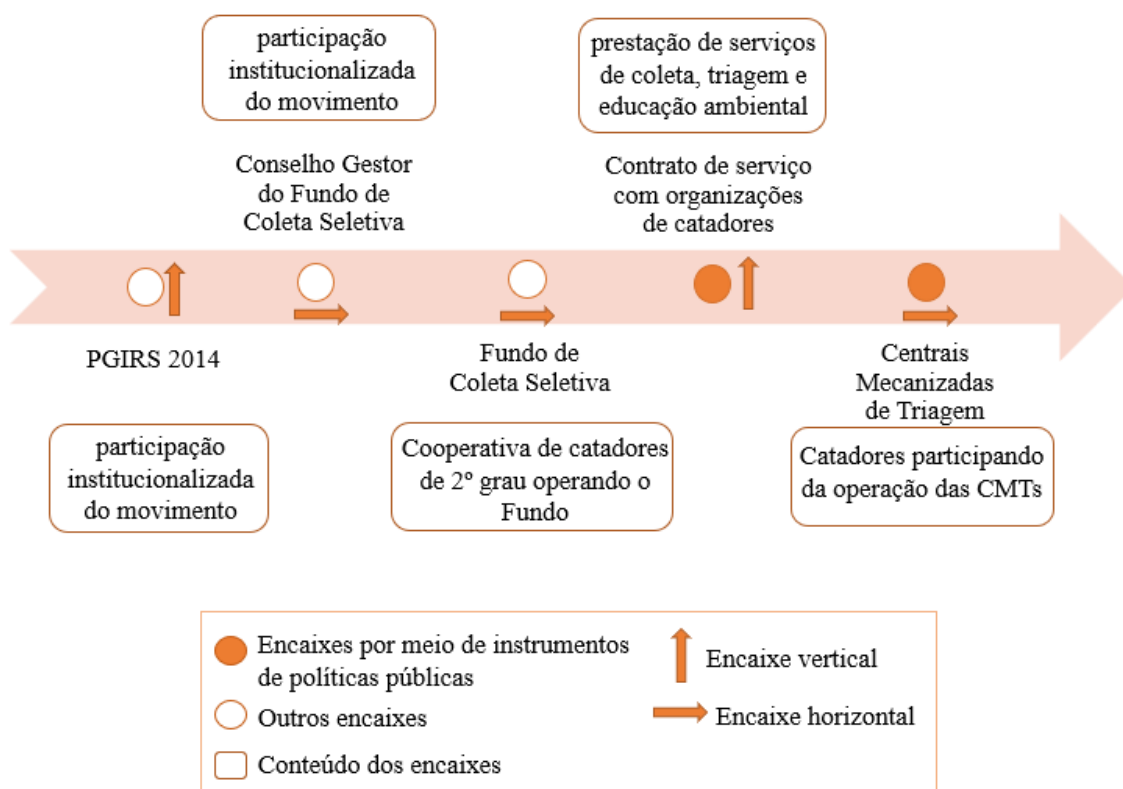 participação
institucionalizada
do movimento
prestação de serviços
de coleta, triagem e
educação ambiental
Conselho Gestor
do Fundo de
Coleta Seletiva
Contrato de serviço
com organizações
de catadores
PGIRS 2014
Fundo de
Coleta Seletiva
Centrais
Mecanizadas
de Triagem
participação
institucionalizada
do movimento
Cooperativa de catadores
de 2º grau operando o
Fundo
Catadores participando
da operação das CMTs
Encaixes por meio de instrumentos
de políticas públicas
Outros encaixes
Conteúdo dos encaixes
Encaixe vertical
Encaixe horizontal